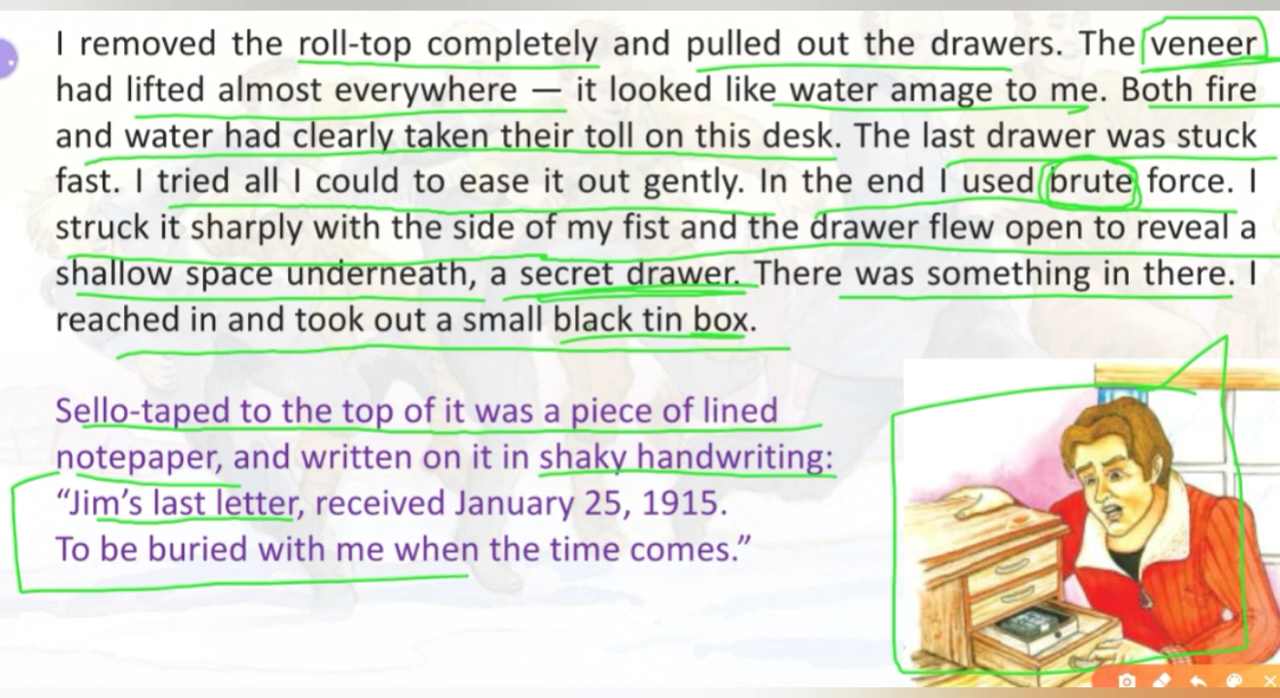 I removed the roll-top completely and pulled out the drawers. The veneer
had lifted almost everywhere — it looked like water amage to me. Both fire
and water had clearly taken their toll on this desk. The last drawer was stuck
fast. I tried all I could to ease it out gently. In the end I used brute force. I
struck it sharply with the side of my fist and the drawer flew open to reveal a
shallow space underneath, a secret drawer. There was something in there. I
reached in and took out a small black tin box.
Sello-taped to the top of it was a piece of lined
notepaper, and written on it in shaky handwriting:
“Jim’s last letter, received January 25, 1915.
To be buried with me when the time comes.”